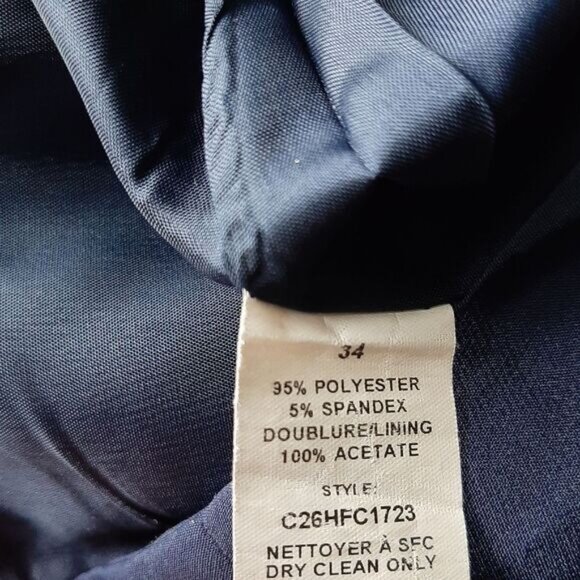 34
95% POLYESTER
5% SPANDEX
DOUBLURE/LINING
100% ACETATE
STYLE:
C26HFC1723
NETTOYER À SEC
DRY CLEAN ONLY